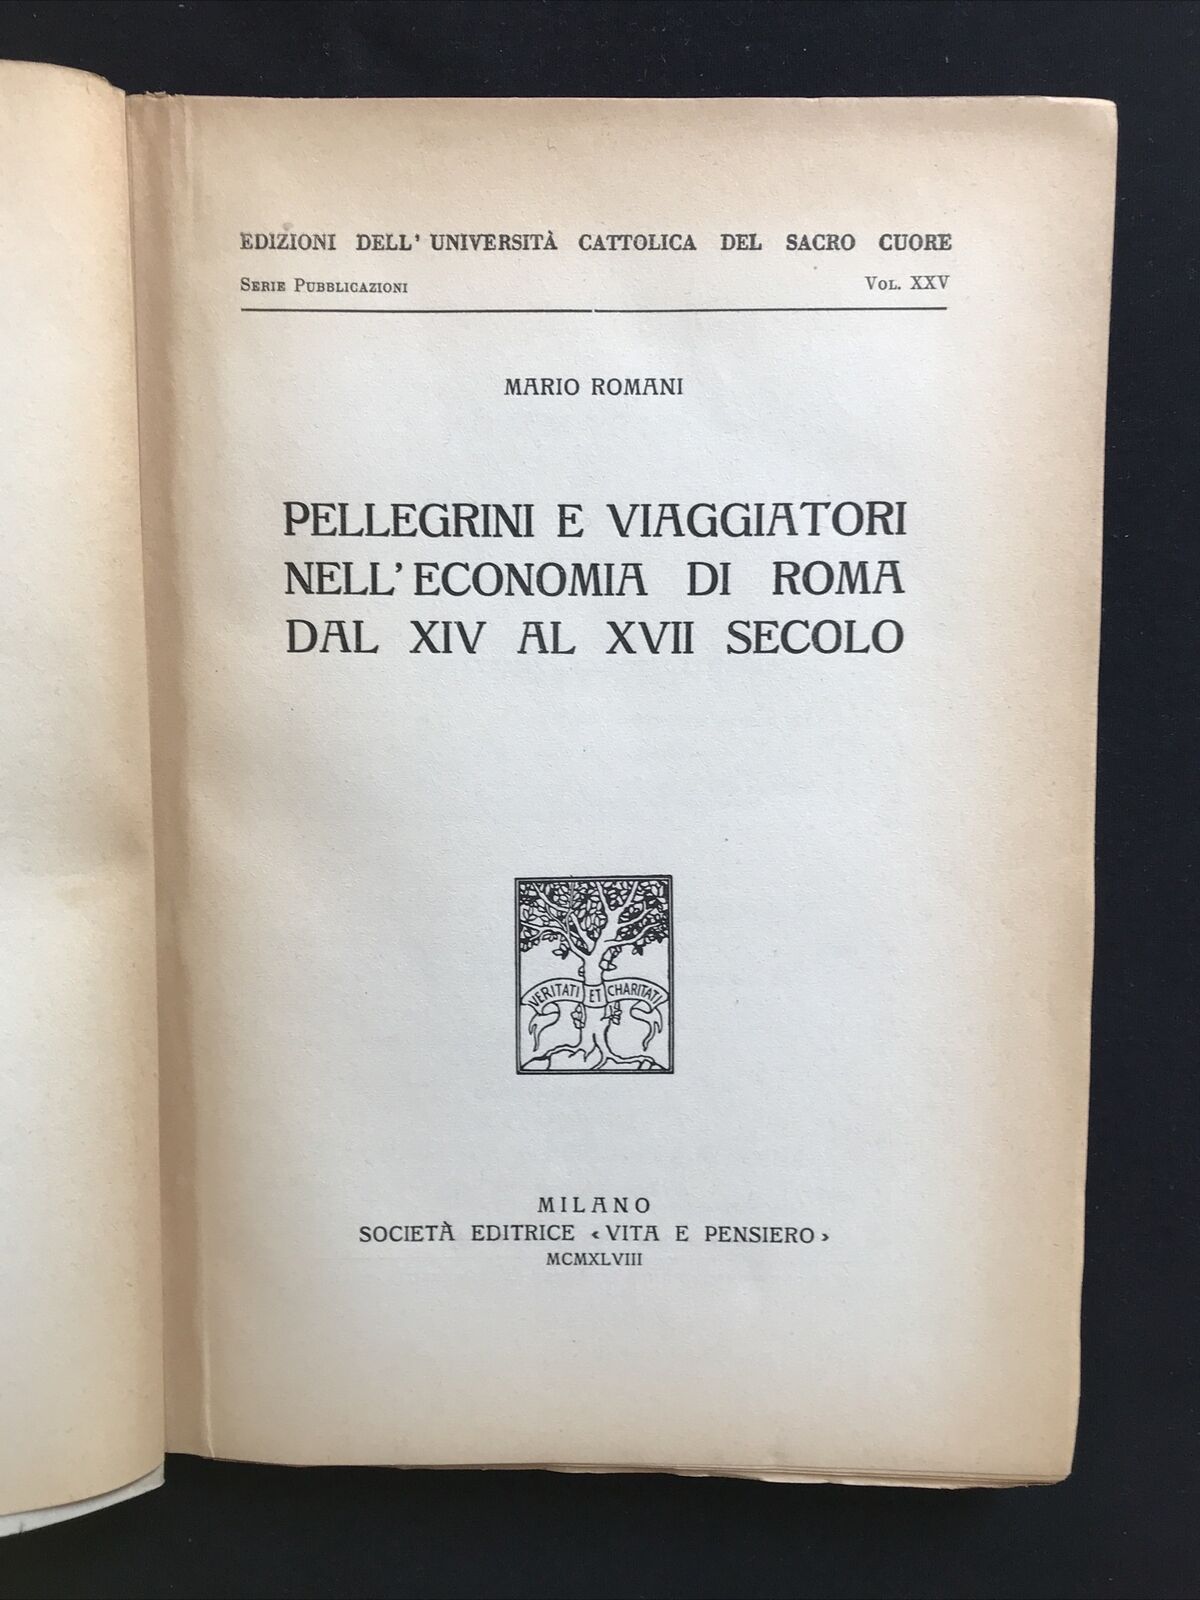 EDIZIONI DELL' UNIVERSITÀ CATTOLICA DEL SACRO CUORE
SERIE PUBBLICAZIONI VOL. XXV
MARIO ROMANI
PELLEGRINI E VIAGGIATORI
NELL'ECONOMIA DI ROMA
DAL XIV AL XVII SECOLO
VERITATI ET CHARITATI
MILANO
SOCIETÀ EDITRICE ‹ VITA E PENSIERO ›
MCMXLVIII